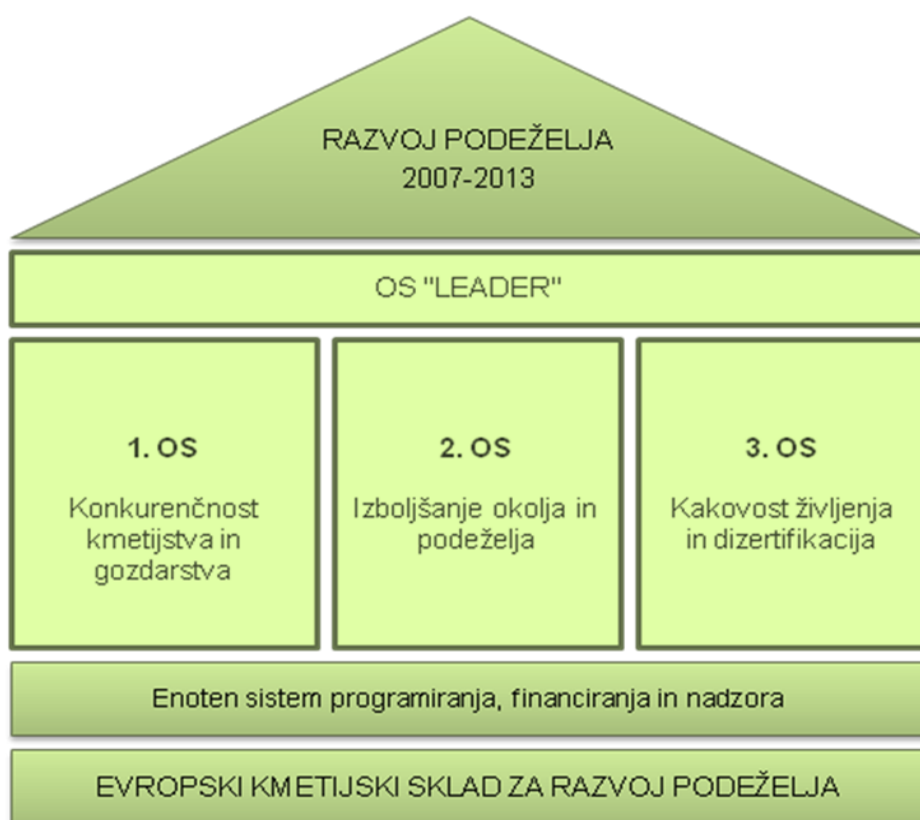 RAZVOJ PODEŽELJA
2007-2013
OS "LEADER"
1. OS
Konkurenčnost
kmetijstva in
gozdarstva
2. OS
Izboljšanje okolja in
podeželja
3. OS
Kakovost življenja
in dizertifikacija
Enoten sistem programiranja, financiranja in nadzora
EVROPSKI KMETIJSKI SKLAD ZA RAZVOJ PODEŽELJA